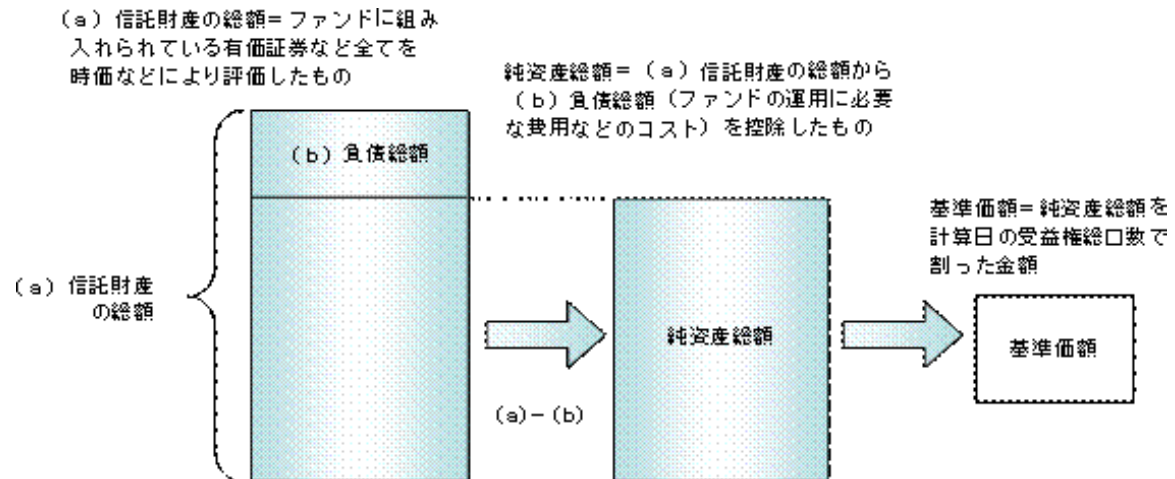 (a)信託財産の総額=ファンドに組み
入れられている有価証券など全てを
時価などにより評価したもの
純資産総額=(a)信託財産の総額から
(b)負債総額(ファンドの運用に必要
な費用などのコスト)を控除したもの
(b)負債総額
基準価額=純資産総額を
計算日の受益権総口数で
割った金額
(a)信託財産
の総額
純資産総額
基準価額
(a)-(b)